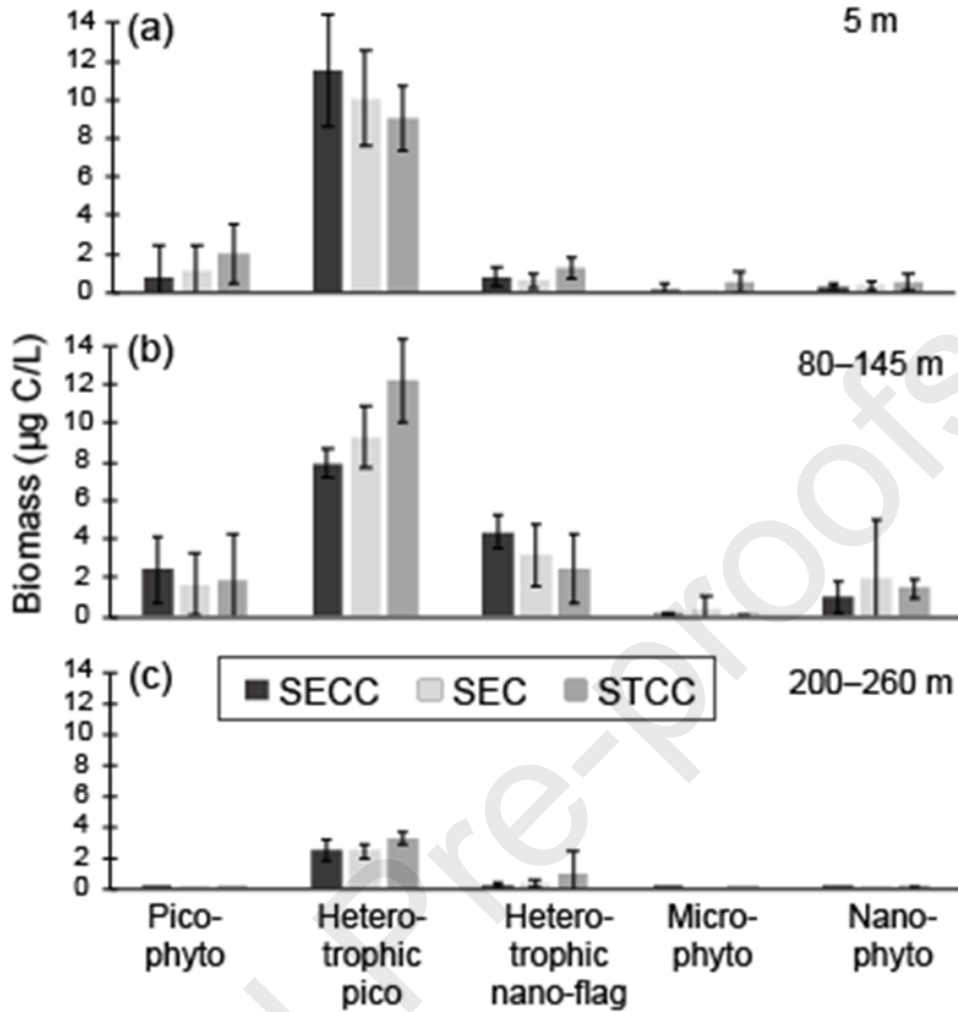 (a)
5 m
14
12
10
8
6
4
2
0
Biomass (µg C/L)
(b)
80–145 m
14
12
10
8
6
4
2
0
(c)
200–260 m
SECC SEC STCC
14
12
10
8
6
4
2
0
Pico-
phyto
Hetero-
trophic
pico
Hetero-
trophic
nano-flag
Micro-
phyto
Nano-
phyto
Pre-proofs